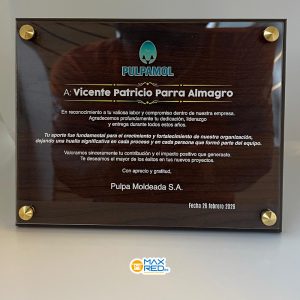 PULPAMOL
A: Vicente Patricio Parra Almagro
En reconocimiento a tu valiosa labor y compromiso dentro de nuestra empresa.
Agradecemos profundamente tu dedicación, liderazgo
y entrega durante todos estos años.
Tu aporte fue fundamental para el crecimiento y fortalecimiento de nuestra organización,
dejando una huella significativa en cada proceso y en cada persona que formó parte del equipo.
Valoramos sinceramente tu contribución y el impacto positivo que generaste.
Te deseamos el mayor de los éxitos en tus nuevos proyectos.
Con aprecio y gratitud,
Pulpa Moldeada S.A.
Fecha 26 febrero 2026
MAX
RED